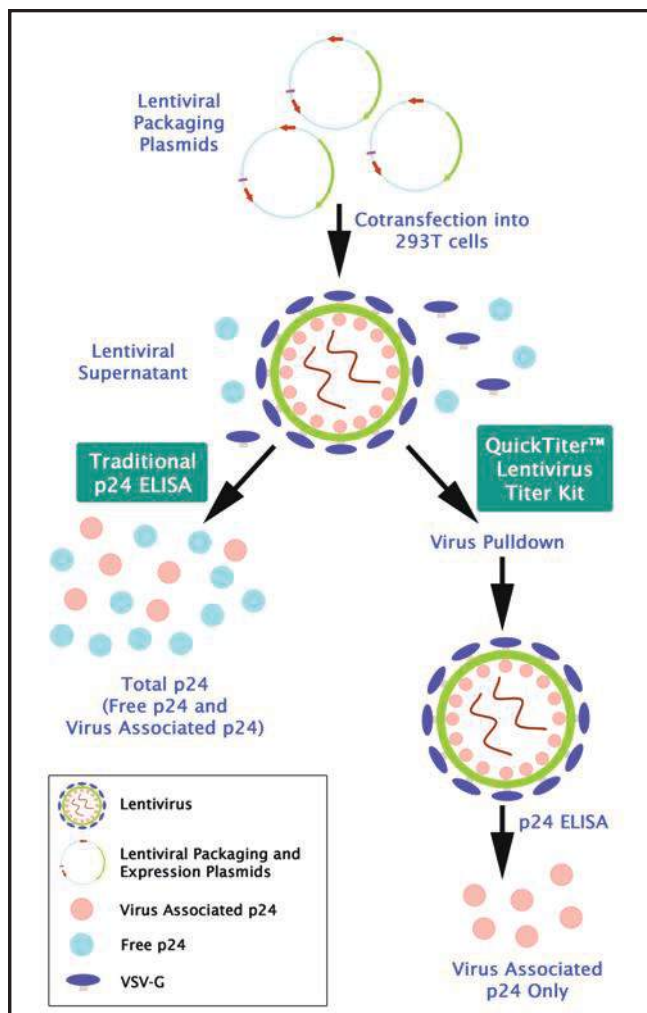 Lentiviral
Packaging
Plasmids
Cotransfection into
293T cells
Lentiviral
Supernatant
Traditional
p24 ELISA
QuickTiter™
Lentivirus
Titer Kit
Virus Pulldown
Total p24
(Free p24 and
Virus Associated p24)
p24 ELISA
Virus Associated
p24 Only
Lentivirus
Lentiviral Packaging and
Expression Plasmids
Virus Associated p24
Free p24
VSV-G